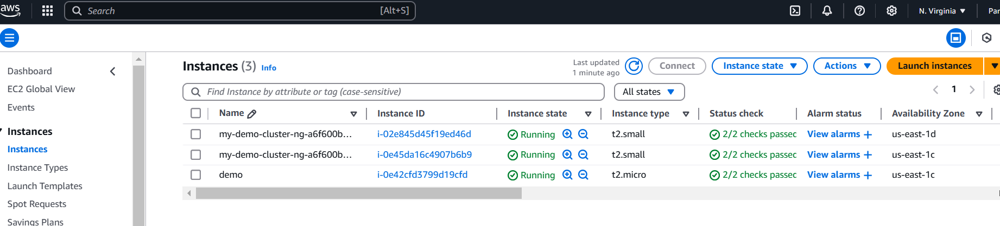 aws Search [Alt+S] N. Virginia
Instances (3) Info Last updated 1 minute ago Connect Instance state Actions Launch instances
Find Instance by attribute or tag (case-sensitive) All states 1
Name Instance ID Instance state Instance type Status check Alarm status Availability Zone
my-demo-cluster-ng-a6f600b... i-02e845d45f19ed46d Running t2.small 2/2 checks passed View alarms + us-east-1d
my-demo-cluster-ng-a6f600b... i-0e45da16c4907b6b9 Running t2.small 2/2 checks passed View alarms + us-east-1c
demo i-0e42cfd3799d19cfd Running t2.micro 2/2 checks passed View alarms + us-east-1c
Dashboard
EC2 Global View
Events
Instances
Instances
Instance Types
Launch Templates
Spot Requests
Savings Plans